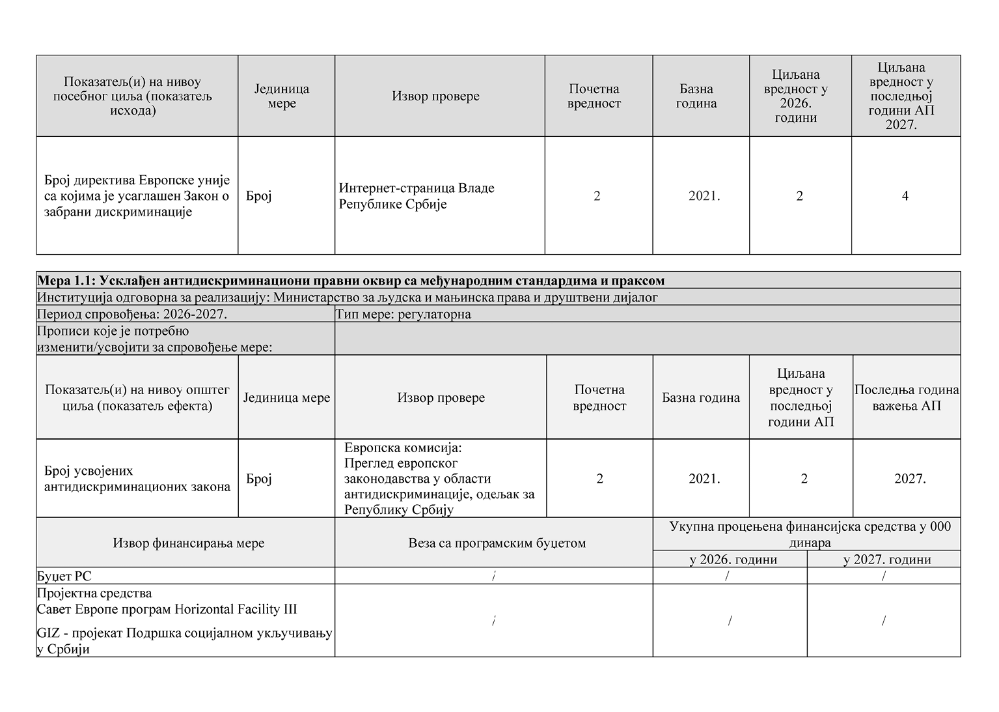 Показатељ(и) на нивоу
посебног циља (показатељ
исхода)
Јединица
мере
Извор провере
Почетна
вредност
Базна
година
Циљана
вредност у
2026.
години
Циљана
вредност у
последњој
години АП
2027.
Број директива Европске уније
са којима је усаглашен Закон о
забрани дискриминације
Број
Интернет-страница Владе
Републике Србије
2
2021.
2
4
Мера 1.1: Усклађен антидискриминациони правни оквир са међународним стандардима и праксом
Институција одговорна за реализацију: Министарство за људска и мањинска права и друштвени дијалог
Период спровођења: 2026-2027.
Тип мере: регулаторна
Прописи које је потребно
изменити/усвојити за спровођење мере:
Показатељ(и) на нивоу општег
циља (показатељ ефекта)
Јединица мере
Извор провере
Почетна
вредност
Базна година
Циљана
вредност у
последњој
години АП
Последња година
важења АП
Број усвојених
антидискриминационих закона
Број
Европска комисија:
Преглед европског
законодавства у области
антидискриминације, одељак за
Републику Србију
2
2021.
2
2027.
Извор финансирања мере
Веза са програмским буџетом
Укупна процењена финансијска средства у 000
динара
у 2026. години
у 2027. години
Буџет РС
/
/
/
Пројектна средства
Савет Европе програм Horizontal Facility III
GIZ - пројекат Подршка социјалном укључивању
у Србији
/
/
/